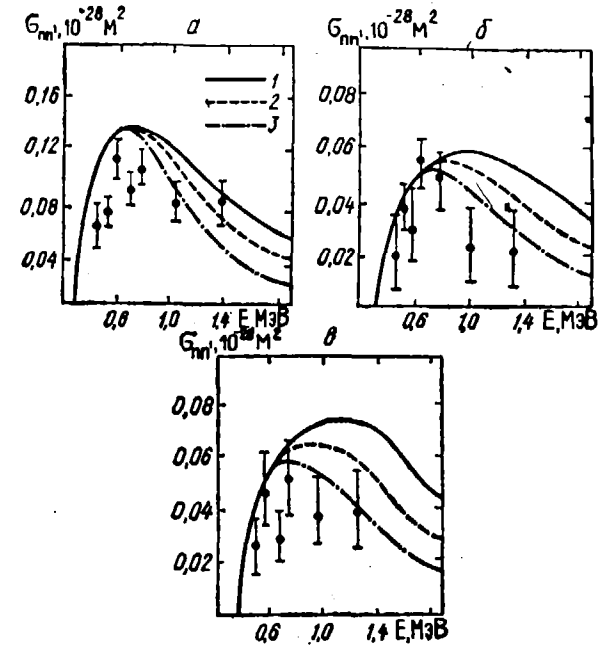 σnn', 10⁻²⁸ м² а
1
2
3
0,16
0,12
0,08
0,04
0,6 1,0 1,4 E, МэВ
σnn', 10⁻²⁸ м² б
0,08
0,06
0,04
0,02
0,6 1,0 1,4 E, МэВ
σnn', 10⁻²⁸ м² в
0,08
0,06
0,04
0,02
0,6 1,0 1,4 E, МэВ